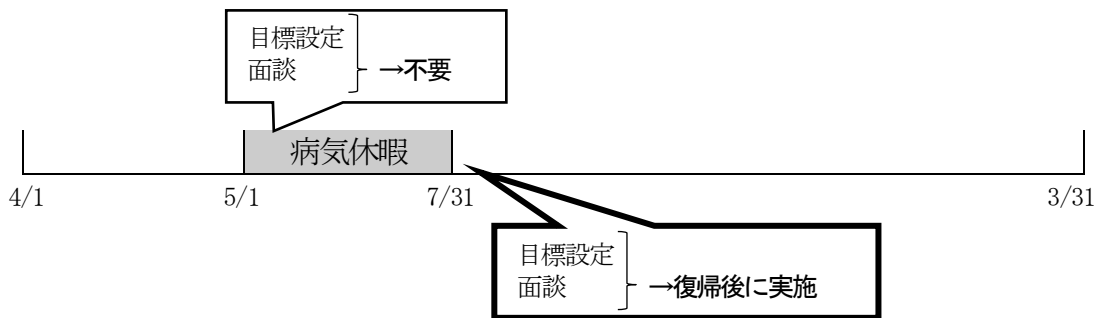 目標設定
面談
→不要
病気休暇
4/1
5/1
7/31
3/31
目標設定
面談
→復帰後に実施